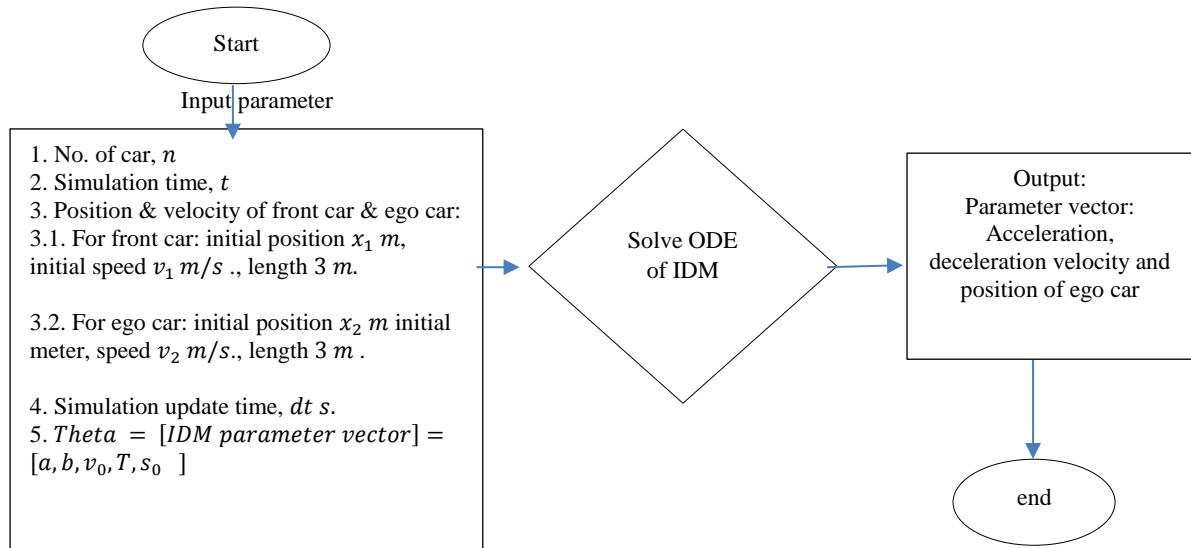 Start
Input parameter
1. No. of car, n
2. Simulation time, t
3. Position & velocity of front car & ego car:
3.1. For front car: initial position x₁ m,
initial speed v₁ m/s ., length 3 m.
3.2. For ego car: initial position x₂ m initial
meter, speed v₂ m/s., length 3 m .
4. Simulation update time, dt s.
5. Theta = [IDM parameter vector] =
[a, b, v₀, T, s₀ ]
Solve ODE
of IDM
Output:
Parameter vector:
Acceleration,
deceleration velocity and
position of ego car
end